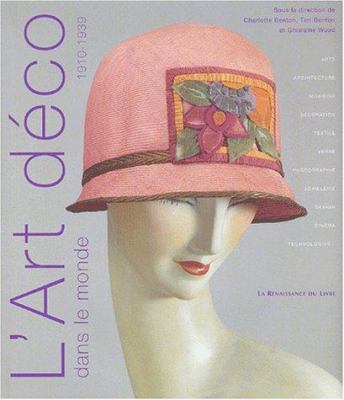 L'Art déco
1910-1939
dans le monde
Sous la direction de
Charlotte Benton, Tim Benton
et Ghislaine Wood
ARTS
ARCHITECTURE
MOBILIER
DÉCORATION
TEXTILE
VERRE
PHOTOGRAPHIE
JOAILLERIE
DESIGN
CINÉMA
TECHNOLOGIE...
LA RENAISSANCE DU LIVRE